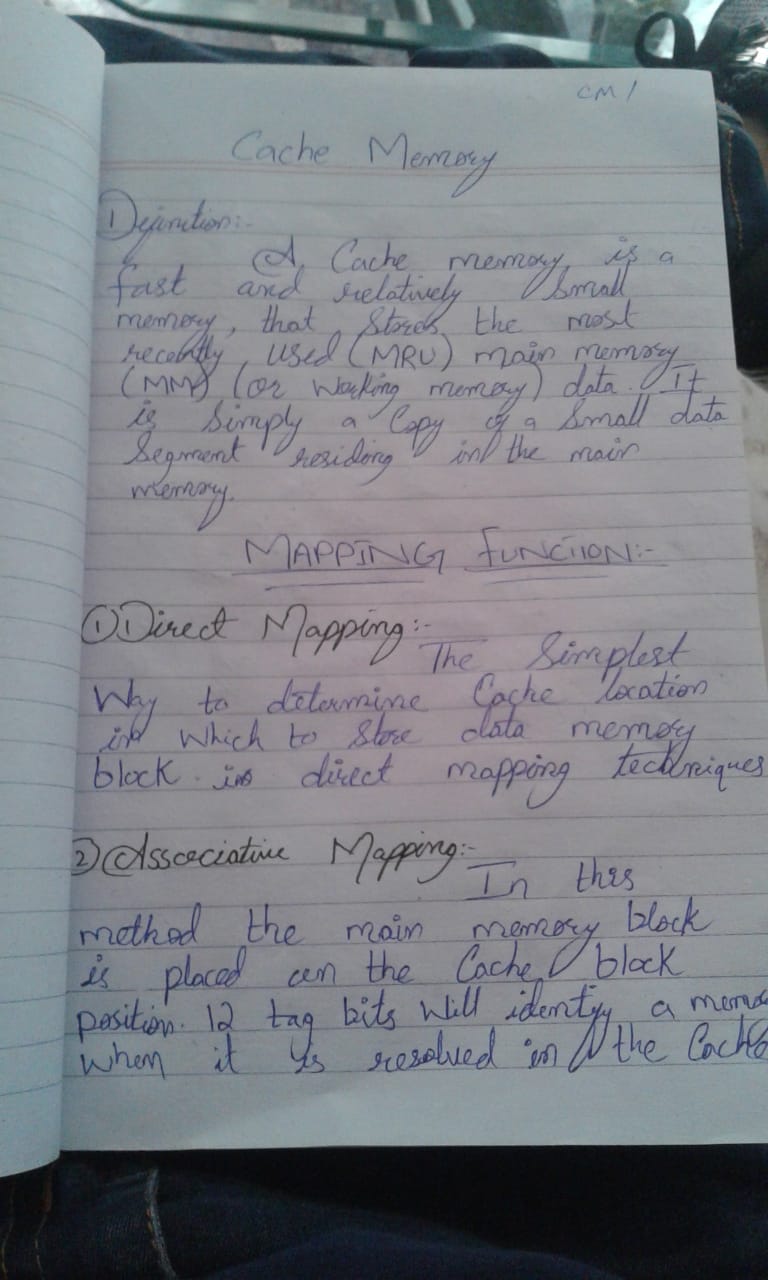 CM 1
Cache Memory
① Definition:-
A Cache memory is a
fast and relatively small
memory, that stores the most
recently used (MRU) main memory
(MM) (or working memory) data. It
is simply a copy of a small data
segment residing in the main
memory.
MAPPING FUNCTION:-
① Direct Mapping:-
The Simplest
Way to determine Cache location
in which to store data memory
block is direct mapping techniques
② Associative Mapping:-
In this
method the main memory block
is placed in the Cache block
position. 12 tag bits will identify a memo
when it is resolved in the Cache